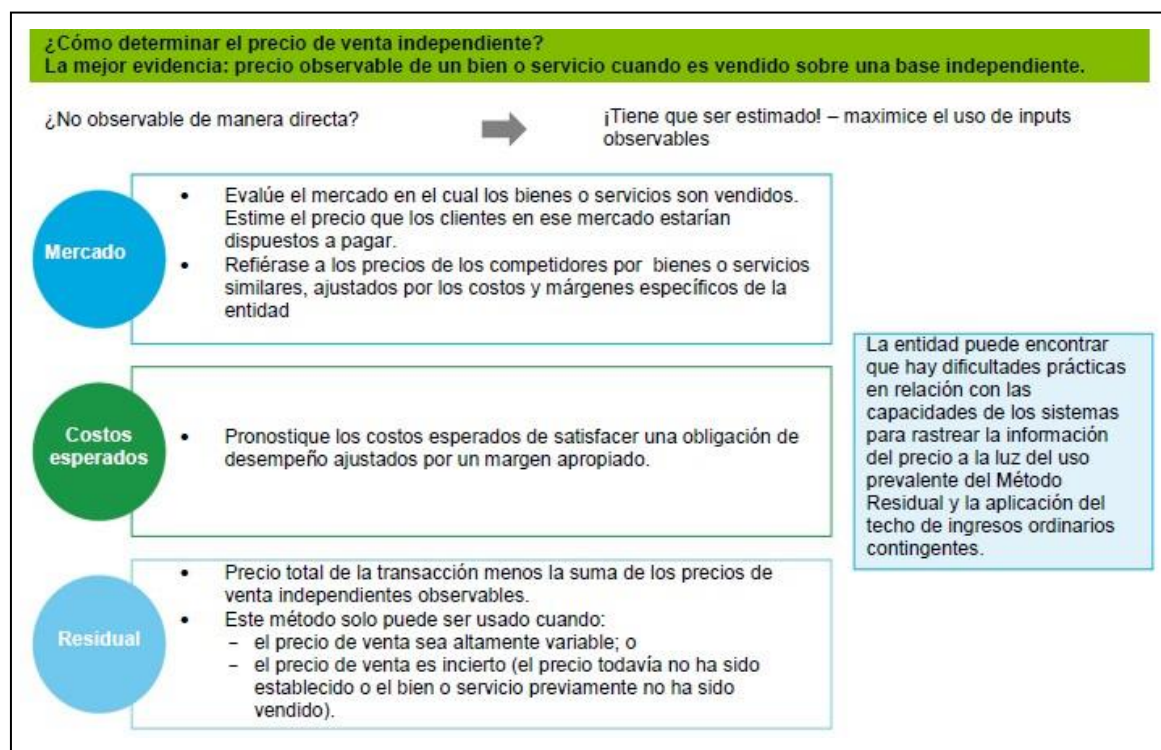 ¿Cómo determinar el precio de venta independiente?
La mejor evidencia: precio observable de un bien o servicio cuando es vendido sobre una base independiente.
¿No observable de manera directa?
¡Tiene que ser estimado! – maximice el uso de inputs
observables
Mercado
• Evalúe el mercado en el cual los bienes o servicios son vendidos.
Estime el precio que los clientes en ese mercado estarían
dispuestos a pagar.
• Refiérase a los precios de los competidores por bienes o servicios
similares, ajustados por los costos y márgenes específicos de la
entidad
Costos
esperados
• Pronostique los costos esperados de satisfacer una obligación de
desempeño ajustados por un margen apropiado.
Residual
• Precio total de la transacción menos la suma de los precios de
venta independientes observables.
• Este método solo puede ser usado cuando:
– el precio de venta sea altamente variable; o
– el precio de venta es incierto (el precio todavía no ha sido
establecido o el bien o servicio previamente no ha sido
vendido).
La entidad puede encontrar
que hay dificultades prácticas
en relación con las
capacidades de los sistemas
para rastrear la información
del precio a la luz del uso
prevalente del Método
Residual y la aplicación del
techo de ingresos ordinarios
contingentes.